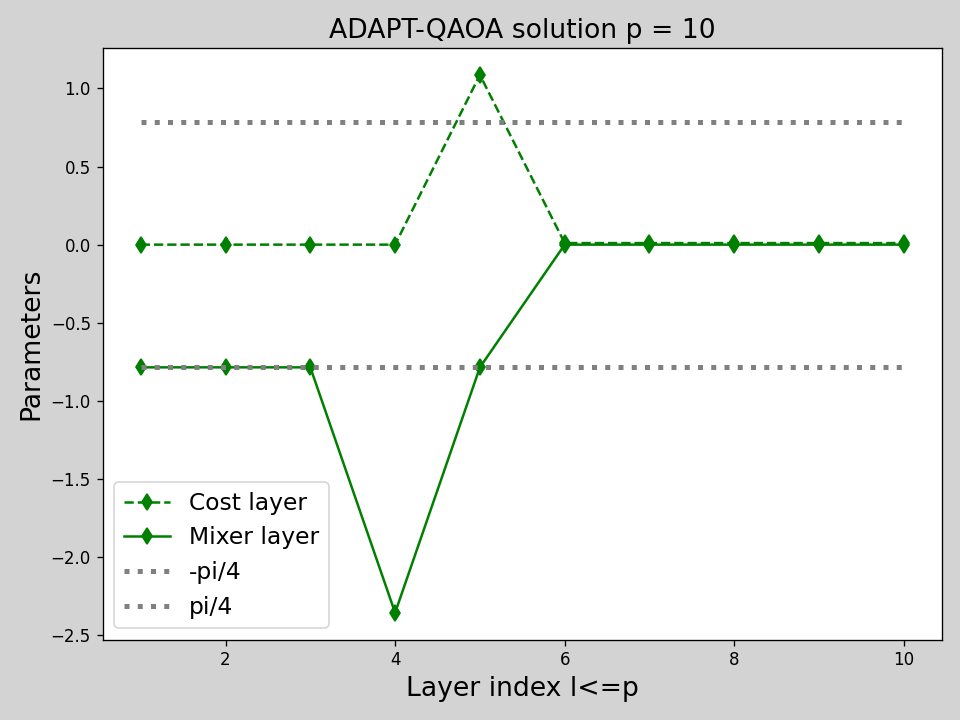 ADAPT-QAOA solution p = 10
Parameters
1.0
0.5
0.0
−0.5
−1.0
−1.5
−2.0
−2.5
Cost layer
Mixer layer
-pi/4
pi/4
2
4
6
8
10
Layer index l<=p